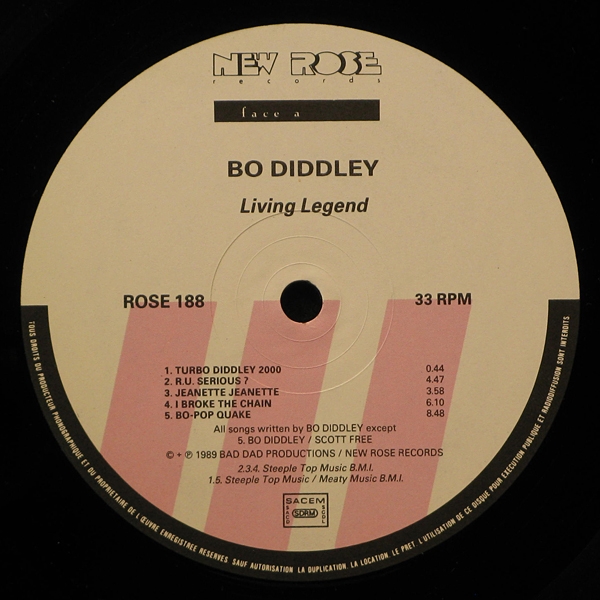 NEW ROSE
records
face a
BO DIDDLEY
Living Legend
ROSE 188
33 RPM
1. TURBO DIDDLEY 2000 0.44
2. R.U. SERIOUS ? 4.47
3. JEANETTE JEANETTE 3.58
4. I BROKE THE CHAIN 6.10
5. BO-POP QUAKE 8.48
All songs written by BO DIDDLEY except
5. BO DIDDLEY / SCOTT FREE
© + ℗ 1989 BAD DAD PRODUCTIONS / NEW ROSE RECORDS
2.3.4. Steeple Top Music B.M.I.
1.5. Steeple Top Music / Meaty Music B.M.I.
SACEM
SACD SDRM SCGL
TOUS DROITS DU PRODUCTEUR PHONOGRAPHIQUE ET DU PROPRIETAIRE DE L'ŒUVRE ENREGISTREE RESERVES SAUF AUTORISATION LA DUPLICATION, LA LOCATION, LE PRET, L'UTILISATION DE CE DISQUE POUR EXECUTION PUBLIQUE ET RADIODIFFUSION SONT INTERDITS